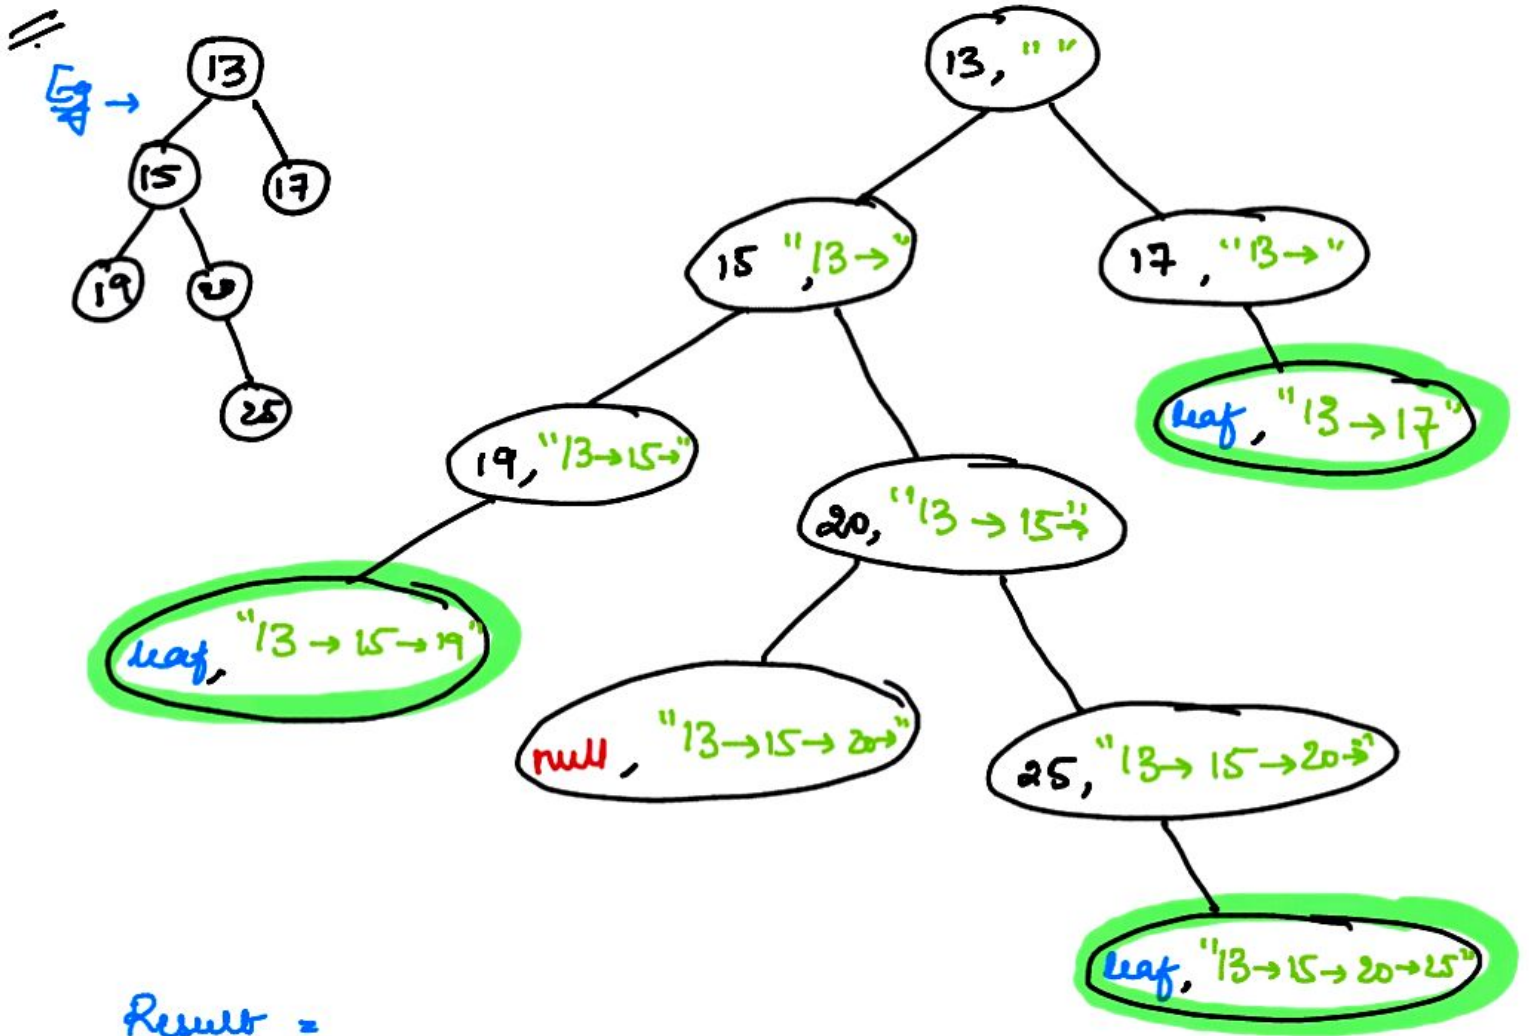 Eg →
13
15
17
19
20
25
13, " "
15, "13→"
17, "13→"
19, "13→15→"
20, "13→15→"
leaf, "13→17"
leaf, "13→15→19"
null, "13→15→20→"
25, "13→15→20→"
leaf, "13→15→20→25"
Result =